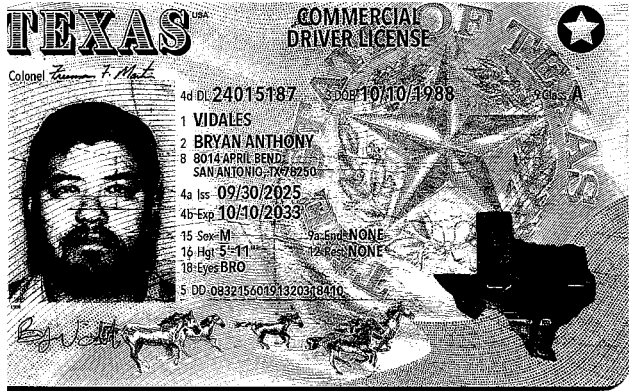 TEXAS USA
COMMERCIAL
DRIVER LICENSE
Colonel Freeman F. Martin
4d DL 24015187 3 DOB 10/10/1988 9 Class A
1 VIDALES
2 BRYAN ANTHONY
8 8014 APRIL BEND
SAN ANTONIO, TX 78250
4a Iss 09/30/2025
4b Exp 10/10/2033
15 Sex M 9a End NONE
16 Hgt 5'-11" 12 Rest NONE
18 Eyes BRO
5 DD 08321560191320318410